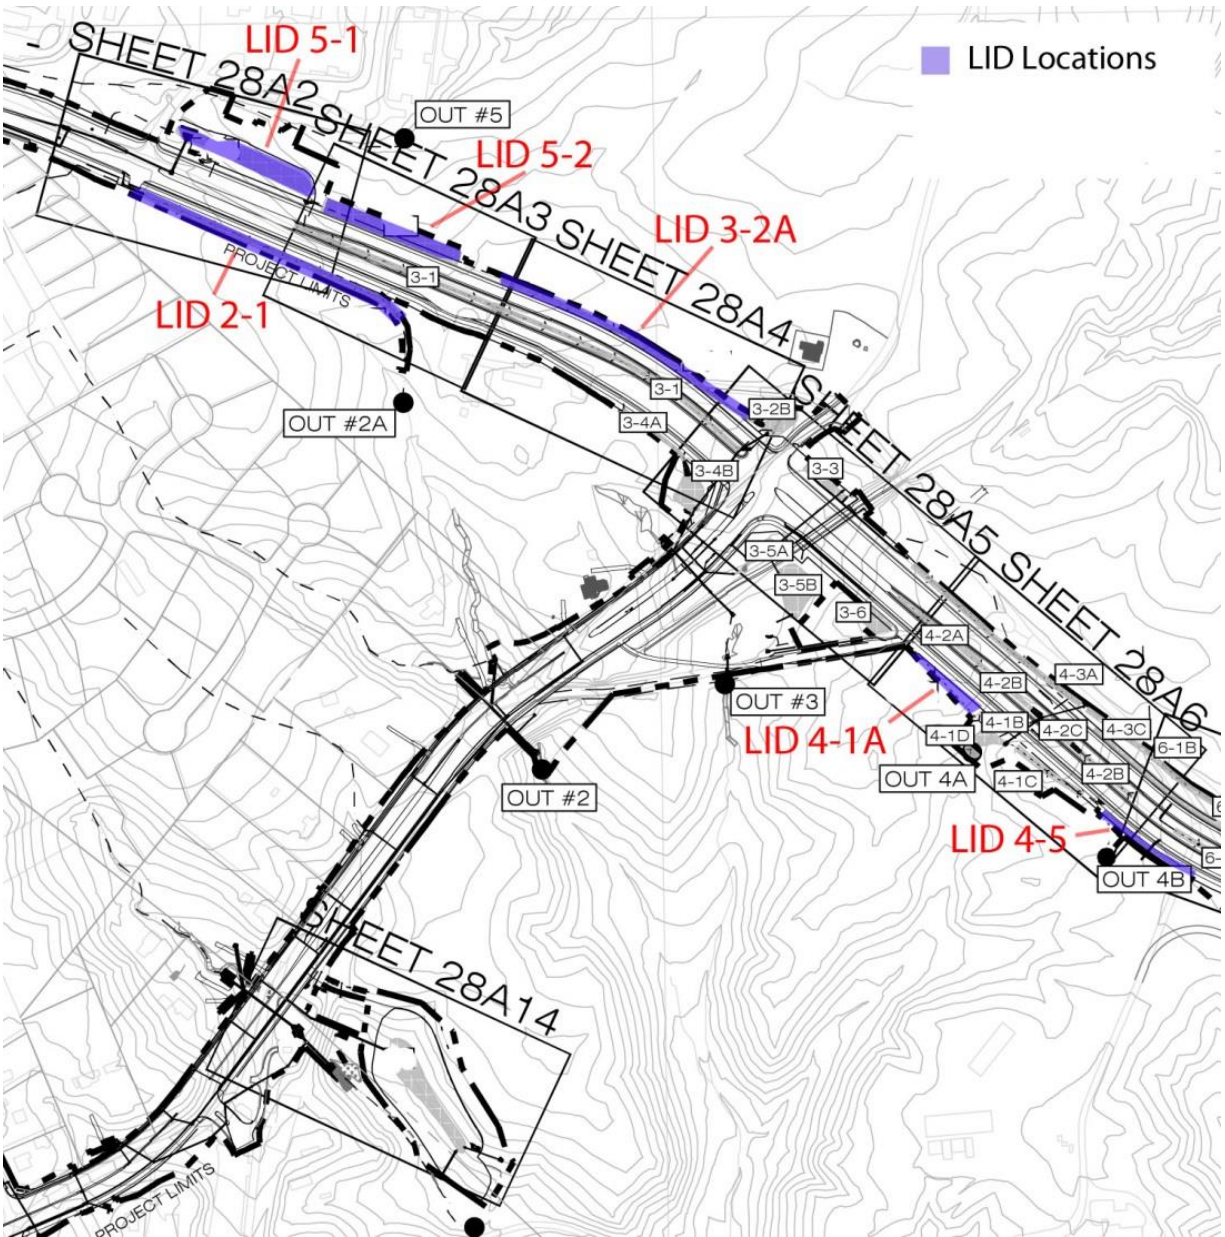 LID 5-1
LID Locations
SHEET 28A2
OUT #5
SHEET 28A3
LID 5-2
SHEET 28A4
LID 3-2A
PROJECT LIMITS
3-1
LID 2-1
3-1
3-2B
OUT #2A
3-4A
SHEET 28A5
3-4B
3-3
SHEET 28A6
3-5A
3-5B
3-6
4-2A
4-3A
4-2B
OUT #3
LID 4-1A
4-1B
4-1D
4-2C
4-3C
6-1B
OUT 4A
4-1C
4-2B
OUT #2
LID 4-5
OUT 4B
SHEET 28A14
PROJECT LIMITS